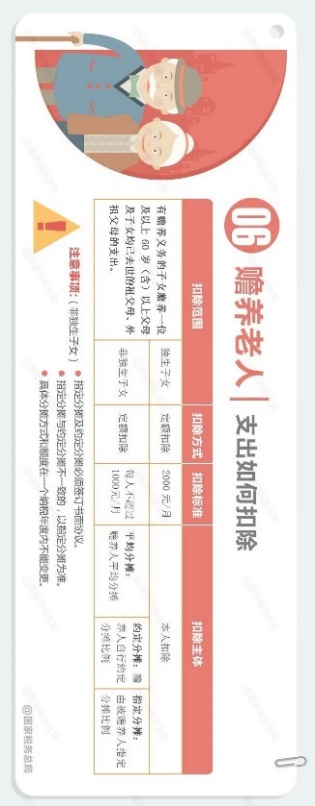 06 赡养老人 | 支出如何扣除
扣除范围 扣除方式 扣除标准 扣除主体
有赡养义务的子女赡养一位
及以上 60 岁（含）以上父母
及子女均已去世的祖父母、外
祖父母的支出。
独生子女 定额扣除 2000 元/月 本人扣除
非独生子女 定额扣除 每人不超过
1000元/月
平均分摊：
赡养人平均分摊
约定分摊：赡
养人自行约定
分摊比例
指定分摊：
由被赡养人指定
分摊比例
注意事项：（非独生子女）
● 指定分摊及约定分摊必须签订书面协议。
● 指定分摊与约定分摊不一致的，以指定分摊为准。
● 具体分摊方式和额度在一个纳税年度内不能变更。
@国家税务总局